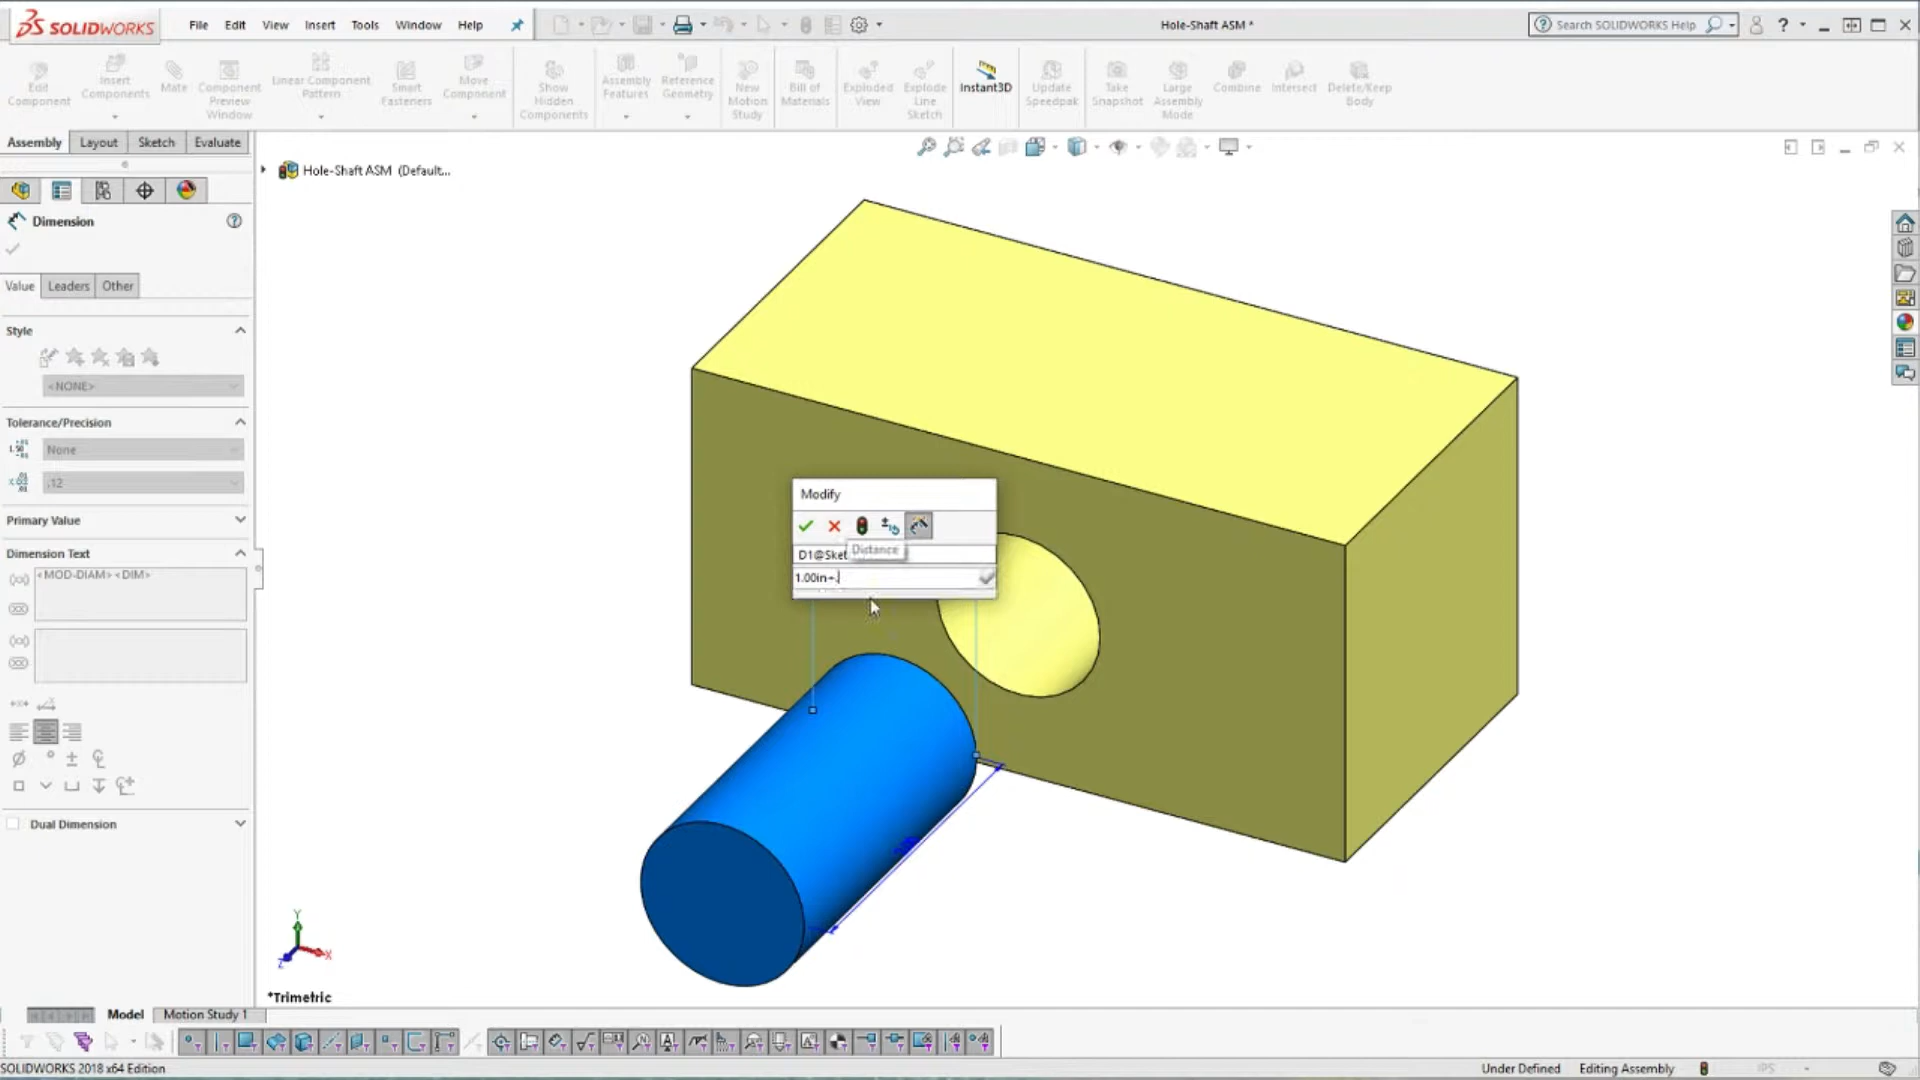 SOLIDWORKS
File Edit View Insert Tools Window Help
Hole-Shaft ASM *
Search SOLIDWORKS Help
Edit Component
Insert Components
Mate
Component Preview Window
Linear Component Pattern
Smart Fasteners
Move Component
Show Hidden Components
Assembly Features
Reference Geometry
New Motion Study
Bill of Materials
Exploded View
Explode Line Sketch
Instant3D
Update Speedpak
Take Snapshot
Large Assembly Mode
Combine
Intersect
Delete/Keep Body
Assembly Layout Sketch Evaluate
Hole-Shaft ASM (Default...
Dimension
Value Leaders Other
Style
<NONE>
Tolerance/Precision
None
.12
Primary Value
Dimension Text
<MOD-DIAM><DIM>
Dual Dimension
Modify
D1@Sket
Distance
Y
X
Z
*Trimetric
Model Motion Study 1
SOLIDWORKS 2018 x64 Edition
Under Defined Editing Assembly IPS